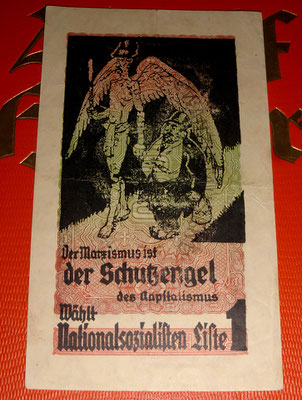 Der Marxismus ist
der Schutzengel
des Kapitalismus
Wählt
Nationalsozialisten Liste 1